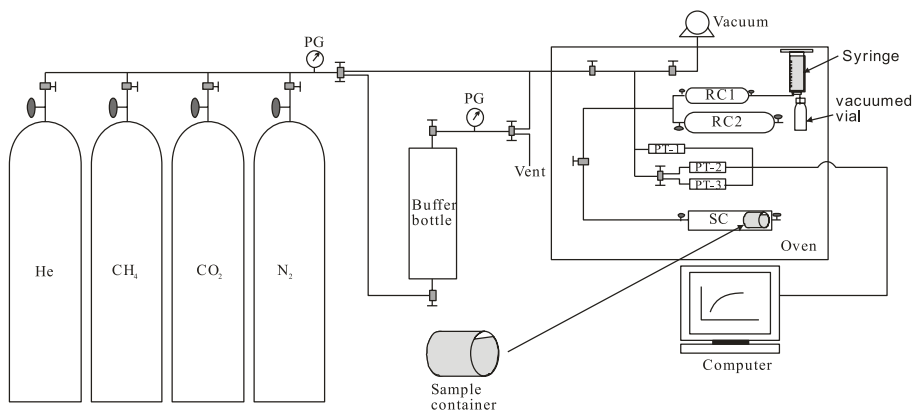 Vacuum
PG
Syringe
RC1
vacuumed
vial
PG
RC2
PT-1
Vent
PT-2
PT-3
Buffer
bottle
SC
Oven
He
CH₄
CO₂
N₂
Computer
Sample
container